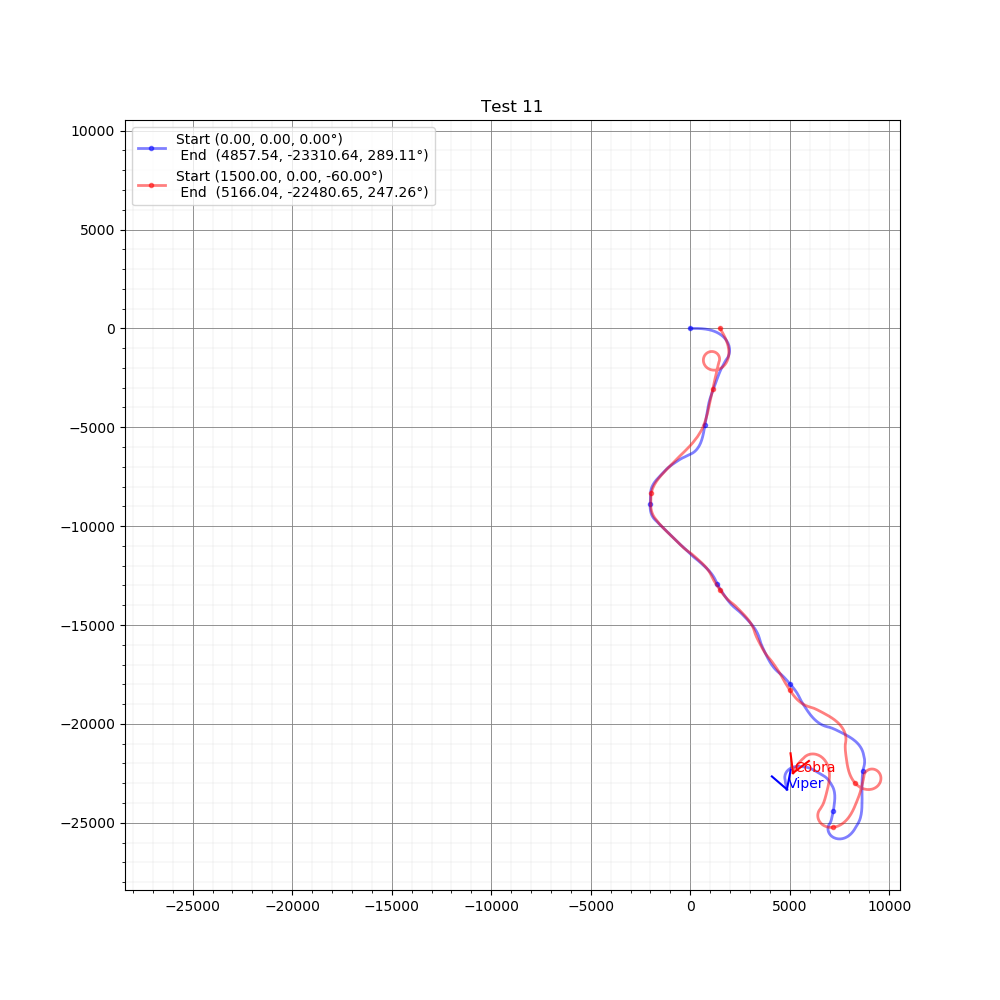 Test 11
Start (0.00, 0.00, 0.00°)
End (4857.54, -23310.64, 289.11°)
Start (1500.00, 0.00, -60.00°)
End (5166.04, -22480.65, 247.26°)
10000
5000
0
−5000
−10000
−15000
−20000
−25000
Cobra
Viper
−25000 −20000 −15000 −10000 −5000 0 5000 10000